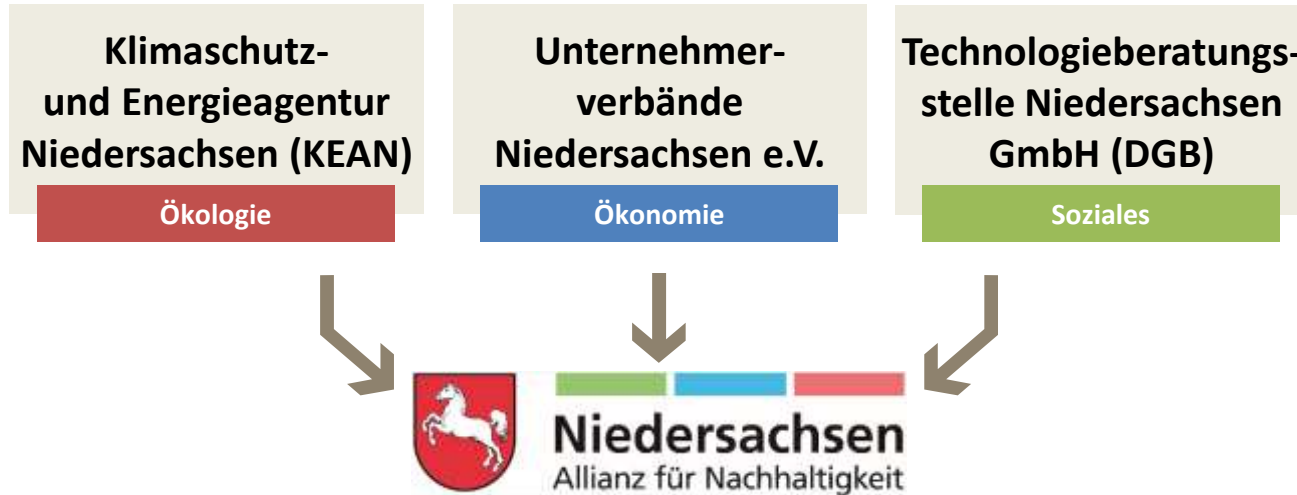 Klimaschutz-
und Energieagentur
Niedersachsen (KEAN)
Ökologie
Unternehmer-
verbände
Niedersachsen e.V.
Ökonomie
Technologieberatungs-
stelle Niedersachsen
GmbH (DGB)
Soziales
Niedersachsen
Allianz für Nachhaltigkeit